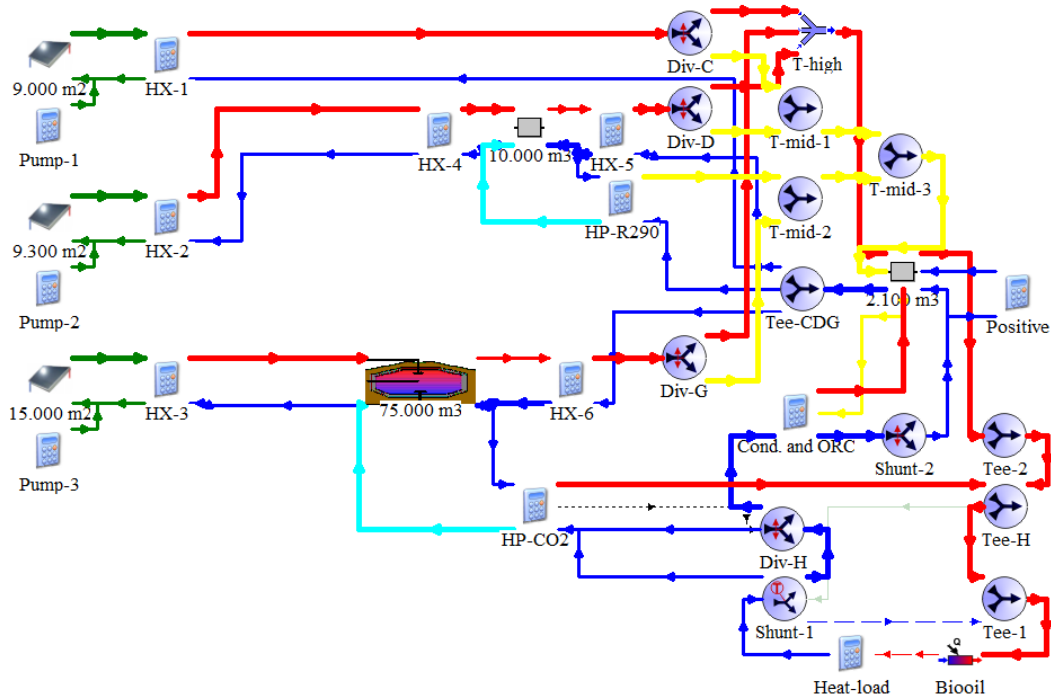 Div-C
T-high
9.000 m2
HX-1
Pump-1
HX-4
10.000 m3
HX-5
Div-D
T-mid-1
T-mid-3
9.300 m2
HX-2
HP-R290
T-mid-2
Pump-2
Tee-CDG
2.100 m3
Positive
15.000 m2
HX-3
75.000 m3
HX-6
Div-G
Pump-3
Cond. and ORC
Shunt-2
Tee-2
HP-CO2
Div-H
Tee-H
T
Shunt-1
Tee-1
Q
Heat-load
Biooil